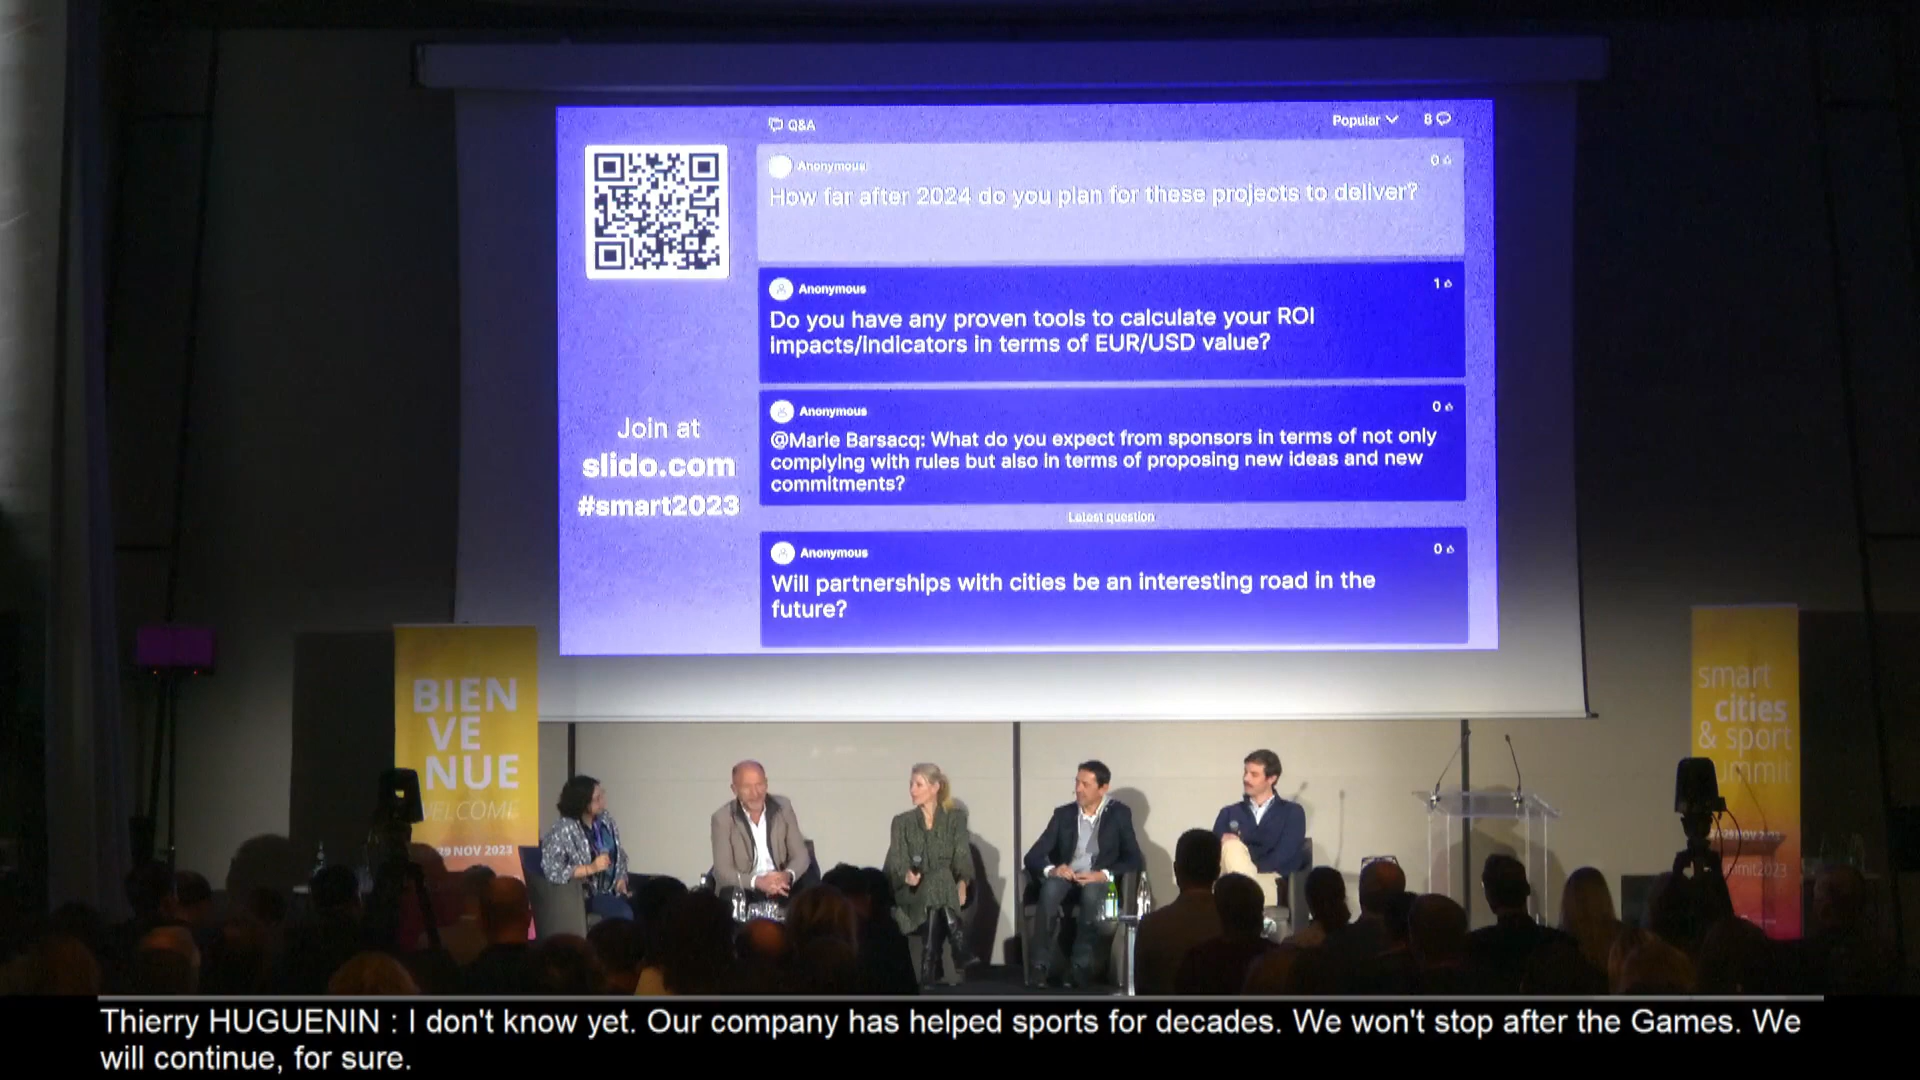 Q&A
Popular
8
Anonymous
0
How far after 2024 do you plan for these projects to deliver?
Anonymous
1
Do you have any proven tools to calculate your ROI
impacts/indicators in terms of EUR/USD value?
Anonymous
0
@Marie Barsacq: What do you expect from sponsors in terms of not only
complying with rules but also in terms of proposing new ideas and new
commitments?
Latest question
Anonymous
0
Will partnerships with cities be an interesting road in the
future?
Join at
slido.com
#smart2023
BIEN
VE
NUE
WELCOME
29 NOV 2023
smart
cities
& sport
summit
Thierry HUGUENIN : I don't know yet. Our company has helped sports for decades. We won't stop after the Games. We
will continue, for sure.